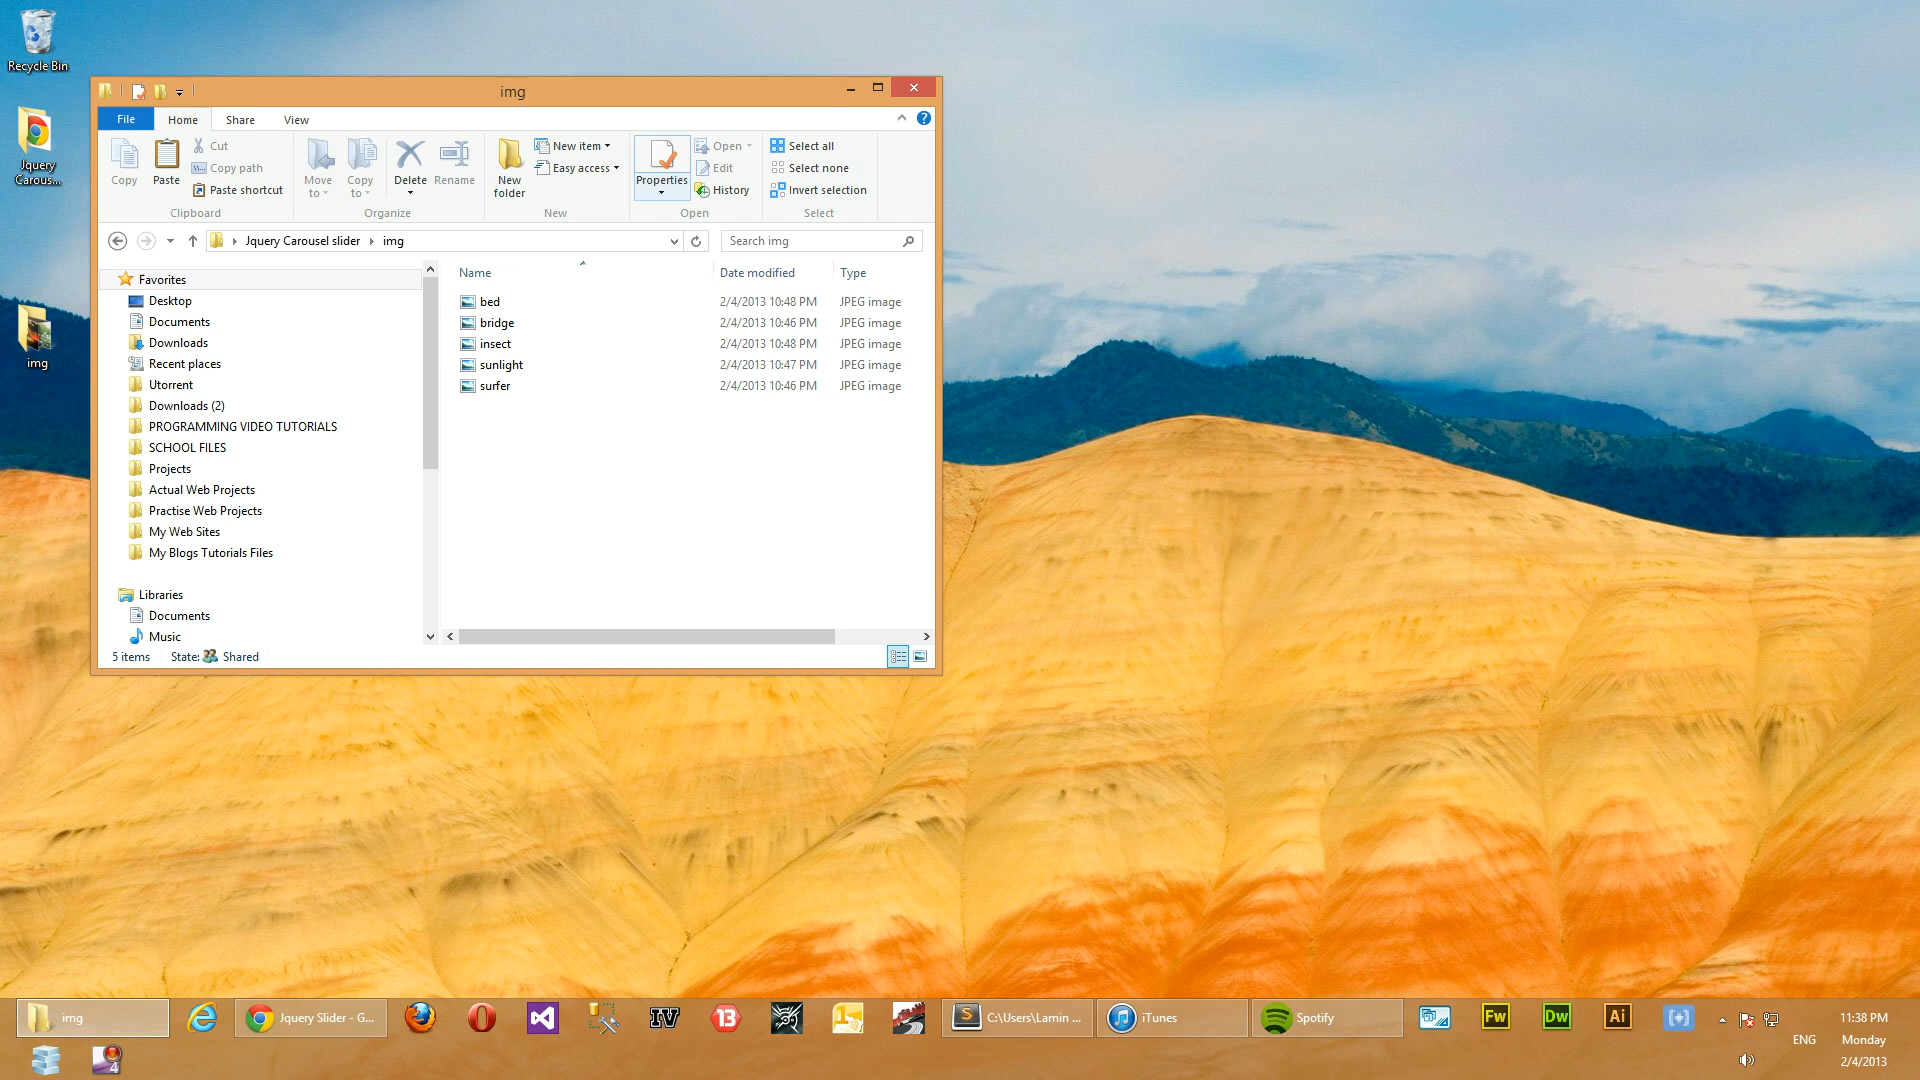 Recycle Bin
Jquery
Carous...
img
img
File Home Share View
Copy
Paste
Cut
Copy path
Paste shortcut
Clipboard
Move
to
Copy
to
Delete
Rename
Organize
New
folder
New item
Easy access
New
Properties
Open
Edit
History
Open
Select all
Select none
Invert selection
Select
Jquery Carousel slider
img
Search img
Favorites
Desktop
Documents
Downloads
Recent places
Utorrent
Downloads (2)
PROGRAMMING VIDEO TUTORIALS
SCHOOL FILES
Projects
Actual Web Projects
Practise Web Projects
My Web Sites
My Blogs Tutorials Files
Libraries
Documents
Music
Name Date modified Type
bed 2/4/2013 10:48 PM JPEG image
bridge 2/4/2013 10:46 PM JPEG image
insect 2/4/2013 10:48 PM JPEG image
sunlight 2/4/2013 10:47 PM JPEG image
surfer 2/4/2013 10:46 PM JPEG image
5 items State: Shared
img
Jquery Slider - G...
IV
13
S
C:\Users\Lamin ...
iTunes
Spotify
Fw
Dw
Ai
ENG
11:38 PM
Monday
2/4/2013
4